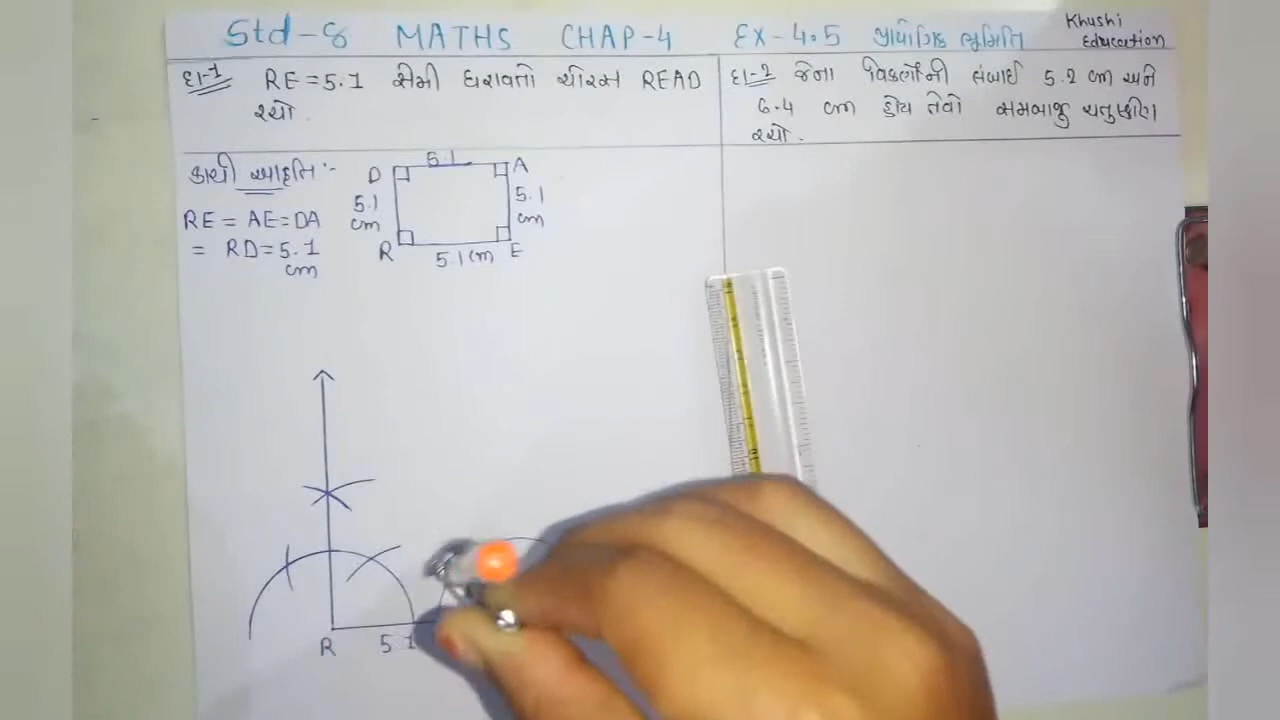 Std-8 MATHS CHAP-4 EX-4.5 પ્રાયોગિક ભૂમિતિ
Khushi
Education
દા-1 RE=5.1 સેમી ધરાવતો ચોરસ READ
રચો.
દા-2 જેના વિકર્ણોની લંબાઈ 5.2 cm અને
6.4 cm હોય તેવો સમબાજુ ચતુષ્કોણ
રચો.
કાચી આકૃતિ :-
RE = AE=DA
= RD=5.1
cm
5.1
D
A
5.1
cm
5.1
cm
R
5.1cm
E
R
5.1